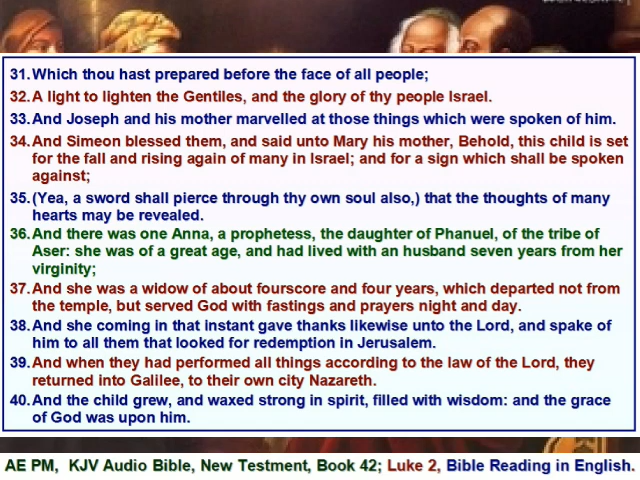 31. Which thou hast prepared before the face of all people;
32. A light to lighten the Gentiles, and the glory of thy people Israel.
33. And Joseph and his mother marvelled at those things which were spoken of him.
34. And Simeon blessed them, and said unto Mary his mother, Behold, this child is set
for the fall and rising again of many in Israel; and for a sign which shall be spoken
against;
35. (Yea, a sword shall pierce through thy own soul also,) that the thoughts of many
hearts may be revealed.
36. And there was one Anna, a prophetess, the daughter of Phanuel, of the tribe of
Aser: she was of a great age, and had lived with an husband seven years from her
virginity;
37. And she was a widow of about fourscore and four years, which departed not from
the temple, but served God with fastings and prayers night and day.
38. And she coming in that instant gave thanks likewise unto the Lord, and spake of
him to all them that looked for redemption in Jerusalem.
39. And when they had performed all things according to the law of the Lord, they
returned into Galilee, to their own city Nazareth.
40. And the child grew, and waxed strong in spirit, filled with wisdom: and the grace
of God was upon him.
AE PM, KJV Audio Bible, New Testment, Book 42; Luke 2, Bible Reading in English.